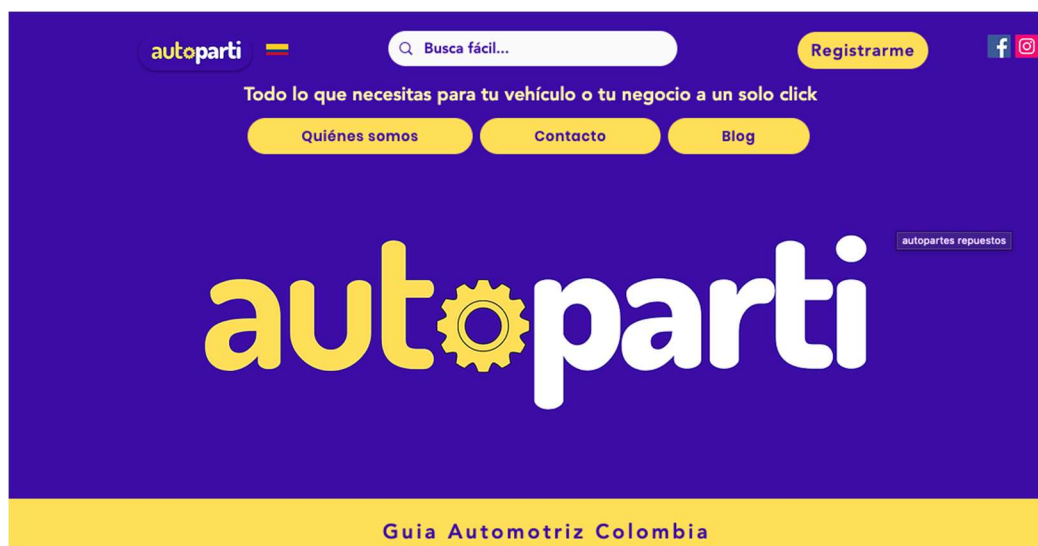 autoparti
Busca fácil...
Registrarme
Todo lo que necesitas para tu vehículo o tu negocio a un solo click
Quiénes somos
Contacto
Blog
autopartes repuestos
autoparti
Guia Automotriz Colombia